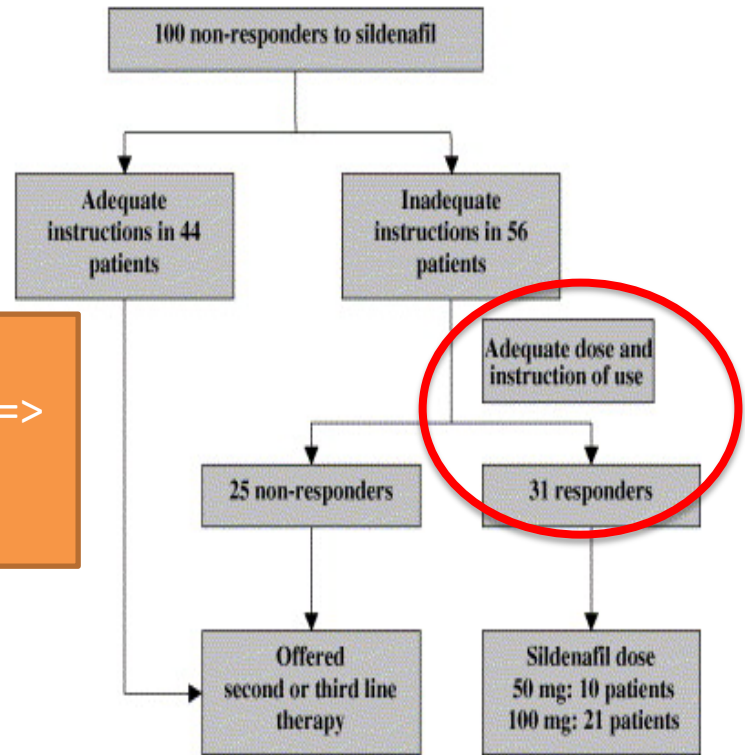 100 non-responders to sildenafil
Adequate
instructions in 44
patients
Inadequate
instructions in 56
patients
=>
Adequate dose and
instruction of use
25 non-responders
31 responders
Offered
second or third line
therapy
Sildenafil dose
50 mg: 10 patients
100 mg: 21 patients